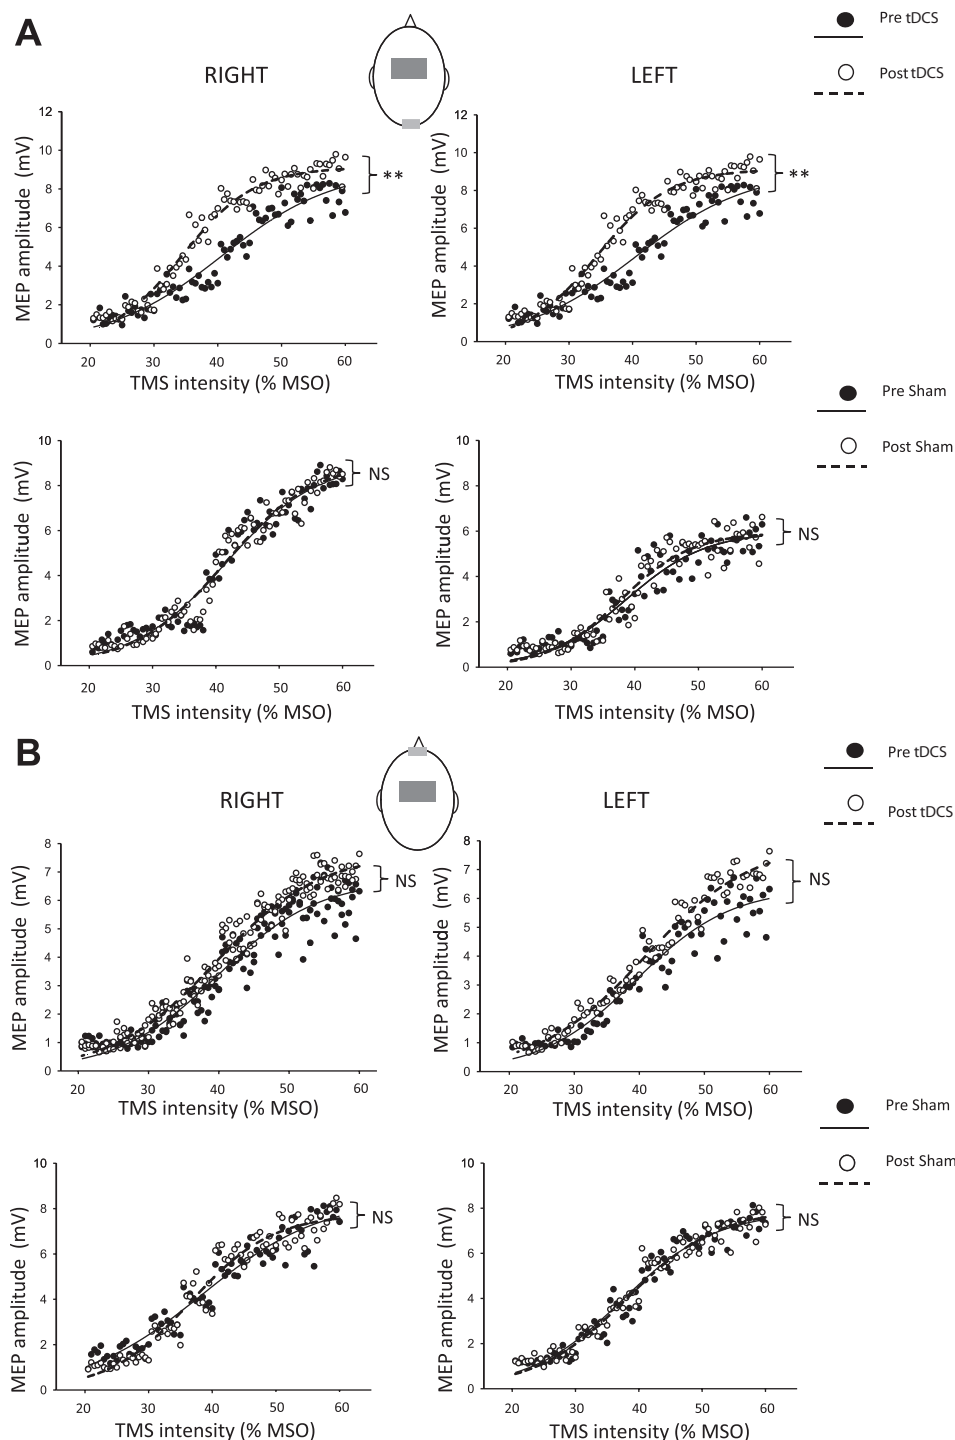 A
RIGHT
LEFT
Pre tDCS
Post tDCS
MEP amplitude (mV)
12
10
8
6
4
2
0
20 30 40 50 60
TMS intensity (% MSO)
**
MEP amplitude (mV)
12
10
8
6
4
2
0
20 30 40 50 60
TMS intensity (% MSO)
**
Pre Sham
Post Sham
MEP amplitude (mV)
10
8
6
4
2
0
20 30 40 50 60
TMS intensity (% MSO)
NS
MEP amplitude (mV)
10
8
6
4
2
0
20 30 40 50 60
TMS intensity (% MSO)
NS
B
RIGHT
LEFT
Pre tDCS
Post tDCS
MEP amplitude (mV)
8
7
6
5
4
3
2
1
0
20 30 40 50 60
TMS intensity (% MSO)
NS
MEP amplitude (mV)
8
7
6
5
4
3
2
1
0
20 30 40 50 60
TMS intensity (% MSO)
NS
Pre Sham
Post Sham
MEP amplitude (mV)
10
8
6
4
2
0
20 30 40 50 60
TMS intensity (% MSO)
NS
MEP amplitude (mV)
10
8
6
4
2
0
20 30 40 50 60
TMS intensity (% MSO)
NS